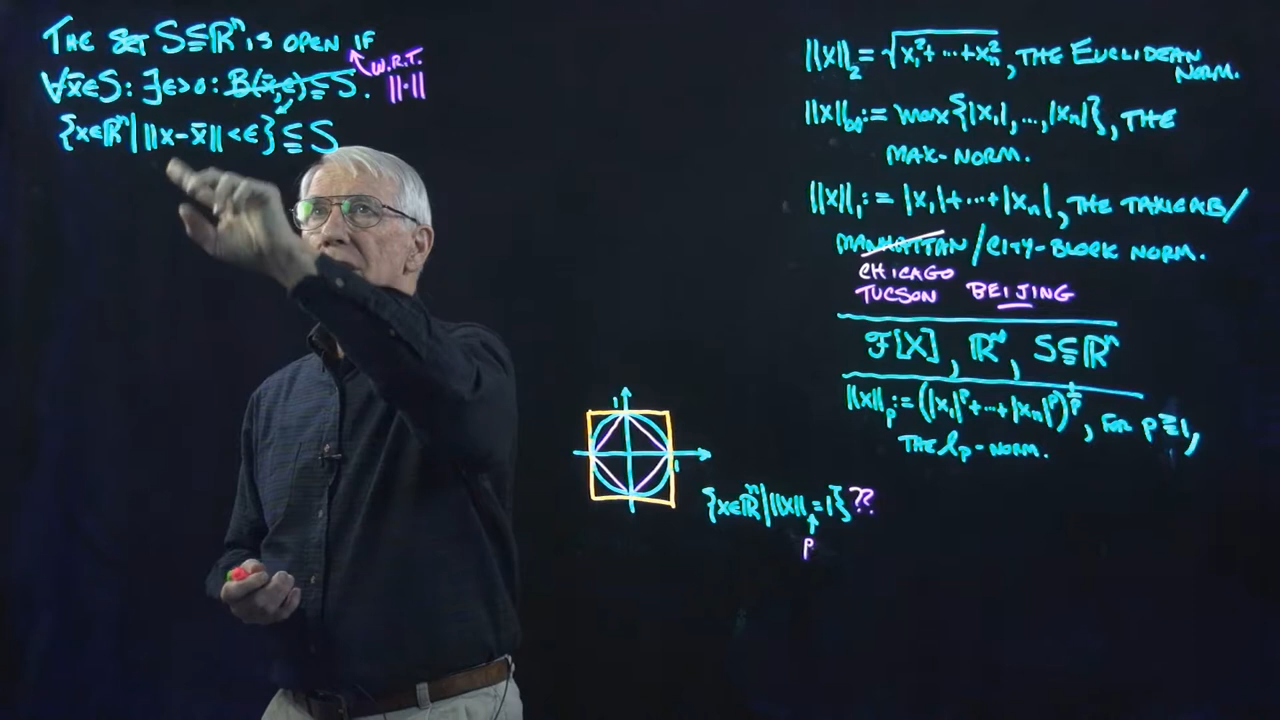 THE SET S⊆ℝⁿ IS OPEN IF
W.R.T.
∀x̄∈S: ∃ε>0: B(x̄,ε)⊆S. ||·||
{x∈ℝⁿ | ||x-x̄||<ε} ⊆ S
||x||₂ = √(x₁²+···+xₙ²), THE EUCLIDEAN
NORM.
||x||∞ := max{|x₁|,...,|xₙ|}, THE
MAX-NORM.
||x||₁ := |x₁|+···+|xₙ|, THE TAXICAB/
MANHATTAN/CITY-BLOCK NORM.
CHICAGO
TUCSON BEIJING
ℱ[X], ℝⁿ, S⊆ℝⁿ
||x||ₚ := (|x₁|ᵖ+···+|xₙ|ᵖ)^(1/p), FOR p≧1,
THE ℓₚ-NORM.
1
1
{x∈ℝⁿ | ||x|| = 1} ??
P